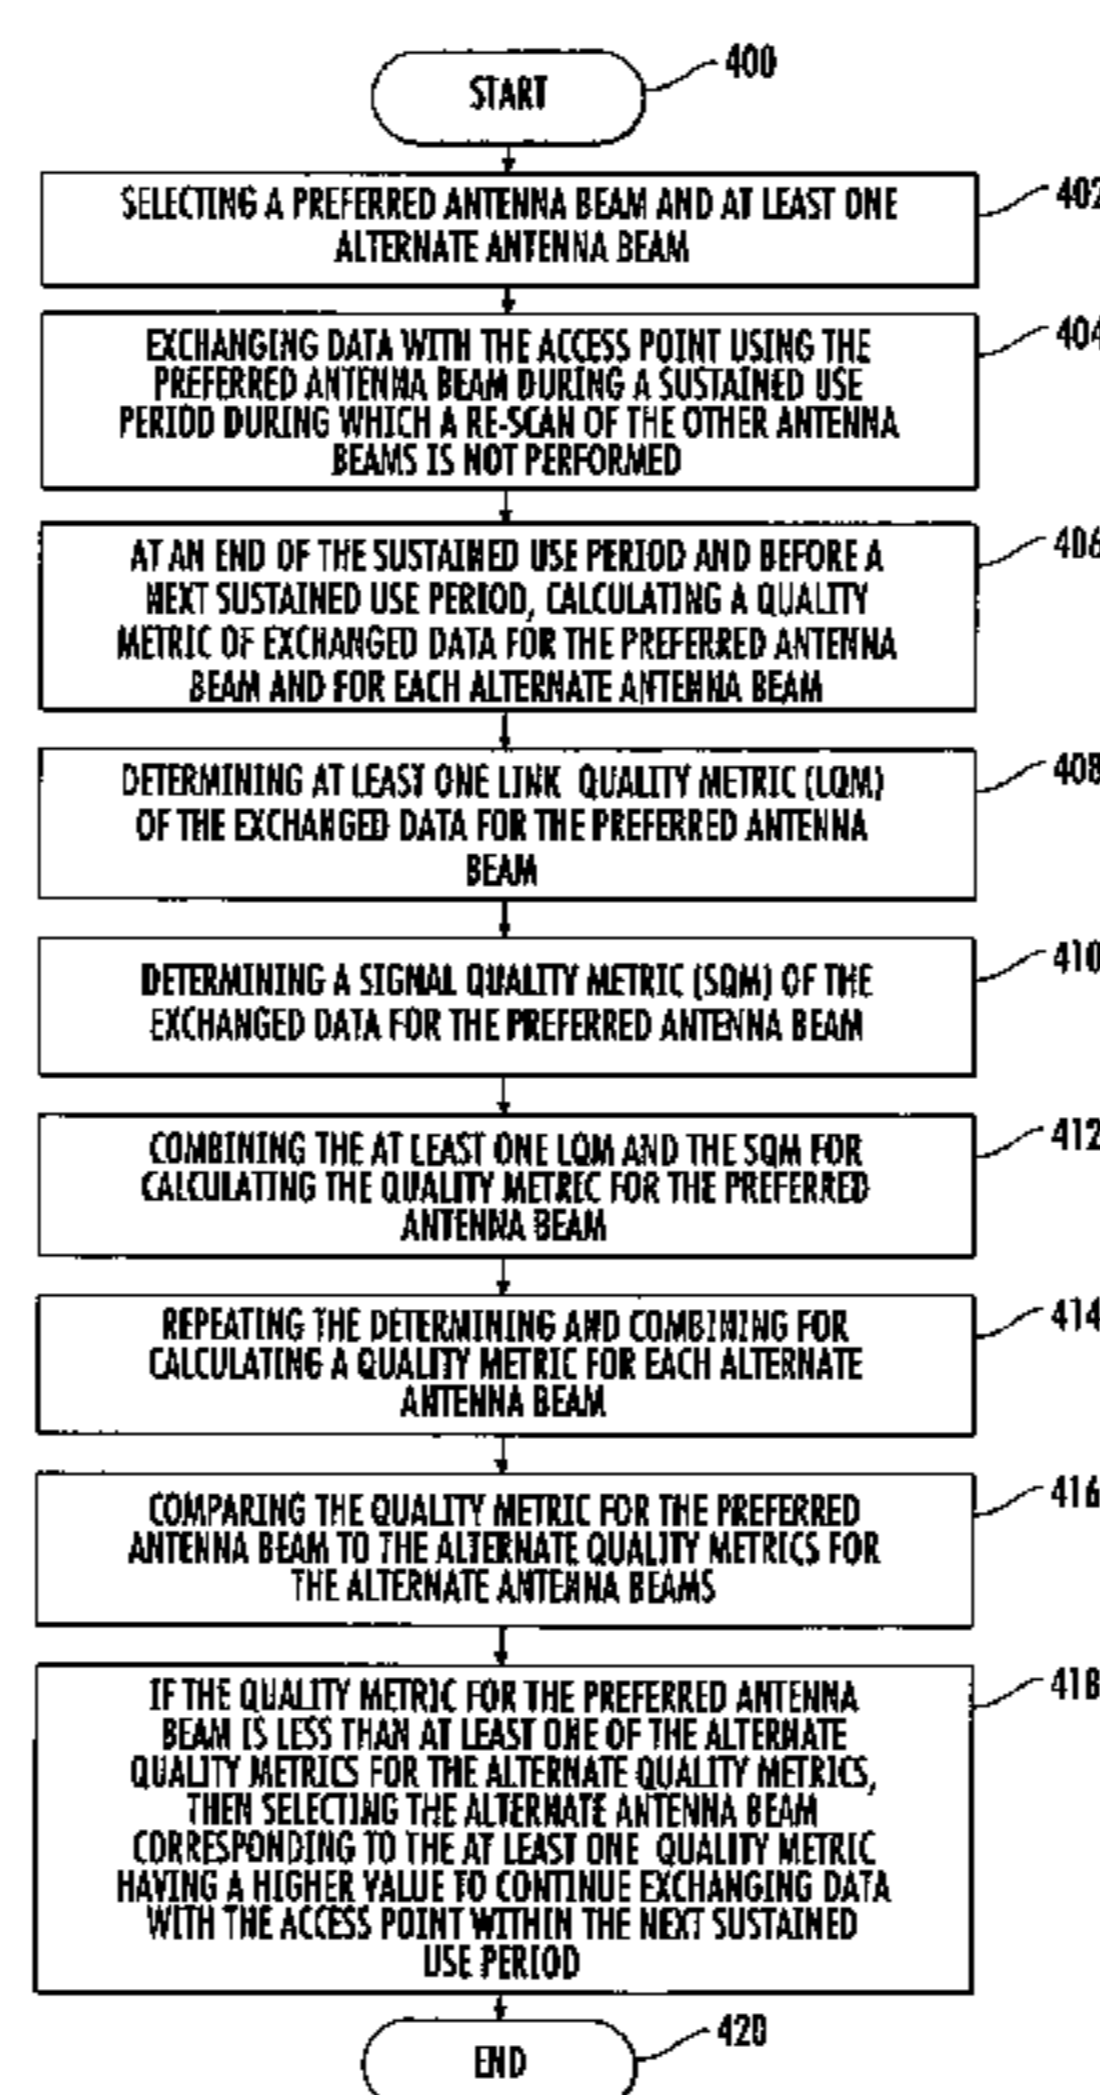 START
400
SELECTING A PREFERRED ANTENNA BEAM AND AT LEAST ONE
ALTERNATE ANTENNA BEAM
402
EXCHANGING DATA WITH THE ACCESS POINT USING THE
PREFERRED ANTENNA BEAM DURING A SUSTAINED USE
PERIOD DURING WHICH A RE-SCAN OF THE OTHER ANTENNA
BEAMS IS NOT PERFORMED
404
AT AN END OF THE SUSTAINED USE PERIOD AND BEFORE A
NEXT SUSTAINED USE PERIOD, CALCULATING A QUALITY
METRIC OF EXCHANGED DATA FOR THE PREFERRED ANTENNA
BEAM AND FOR EACH ALTERNATE ANTENNA BEAM
406
DETERMINING AT LEAST ONE LINK QUALITY METRIC (LQM)
OF THE EXCHANGED DATA FOR THE PREFERRED ANTENNA
BEAM
408
DETERMINING A SIGNAL QUALITY METRIC (SQM) OF THE
EXCHANGED DATA FOR THE PREFERRED ANTENNA BEAM
410
COMBINING THE AT LEAST ONE LQM AND THE SQM FOR
CALCULATING THE QUALITY METRIC FOR THE PREFERRED
ANTENNA BEAM
412
REPEATING THE DETERMINING AND COMBINING FOR
CALCULATING A QUALITY METRIC FOR EACH ALTERNATE
ANTENNA BEAM
414
COMPARING THE QUALITY METRIC FOR THE PREFERRED
ANTENNA BEAM TO THE ALTERNATE QUALITY METRICS FOR
THE ALTERNATE ANTENNA BEAMS
416
IF THE QUALITY METRIC FOR THE PREFERRED ANTENNA
BEAM IS LESS THAN AT LEAST ONE OF THE ALTERNATE
QUALITY METRICS FOR THE ALTERNATE QUALITY METRICS,
THEN SELECTING THE ALTERNATE ANTENNA BEAM
CORRESPONDING TO THE AT LEAST ONE QUALITY METRIC
HAVING A HIGHER VALUE TO CONTINUE EXCHANGING DATA
WITH THE ACCESS POINT WITHIN THE NEXT SUSTAINED
USE PERIOD
418
END
420